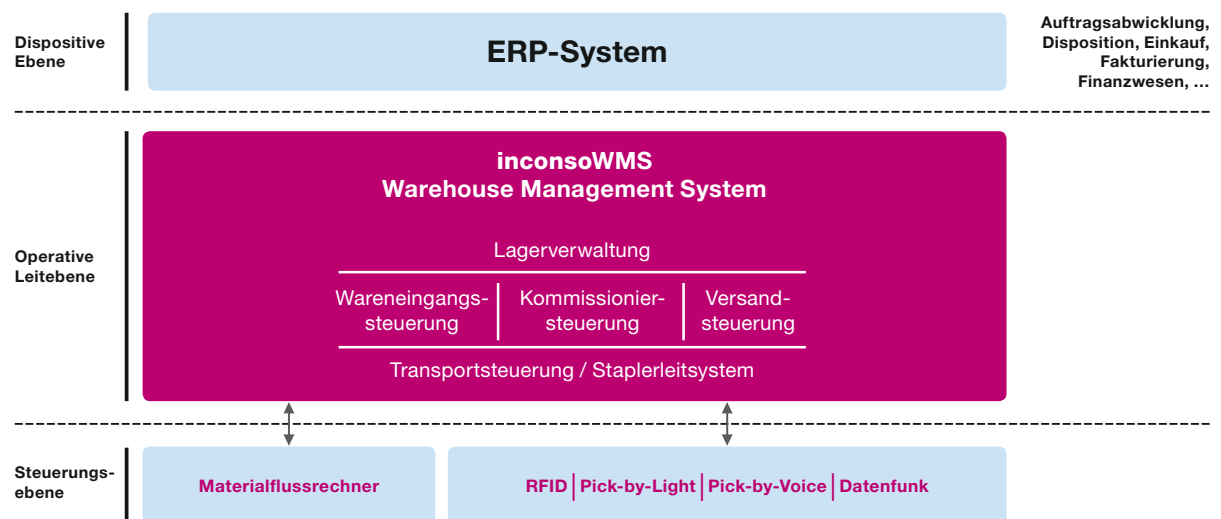 Dispositive
Ebene
ERP-System
Auftragsabwicklung,
Disposition, Einkauf,
Fakturierung,
Finanzwesen, ...
Operative
Leitebene
inconsoWMS
Warehouse Management System
Lagerverwaltung
Wareneingangs-
steuerung
Kommissionier-
steuerung
Versand-
steuerung
Transportsteuerung / Staplerleitsystem
Steuerungs-
ebene
Materialflussrechner
RFID | Pick-by-Light | Pick-by-Voice | Datenfunk